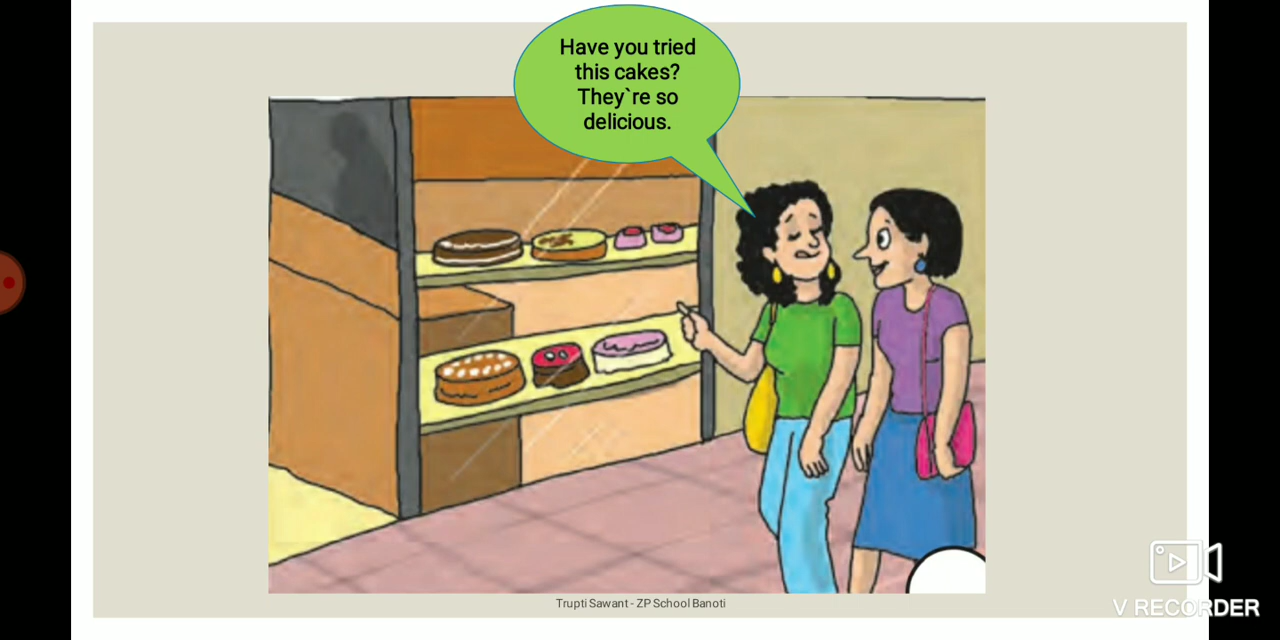 Have you tried
this cakes?
They`re so
delicious.
Trupti Sawant - ZP School Banoti
V RECORDER